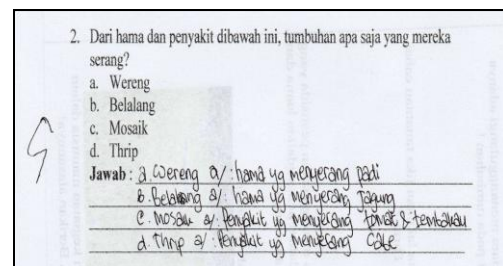 2. Dari hama dan penyakit dibawah ini, tumbuhan apa saja yang mereka
serang?
a. Wereng
b. Belalang
c. Mosaik
d. Thrip
Jawab : a. Wereng a/: hama yg menyerang padi
b. Belalang a/: hama yg menyerang Jagung
c. Mosaik a/: Penyakit yg menyerang tomat & tembakau
d. Thrip a/: Penyakit yg menyerang Cabe